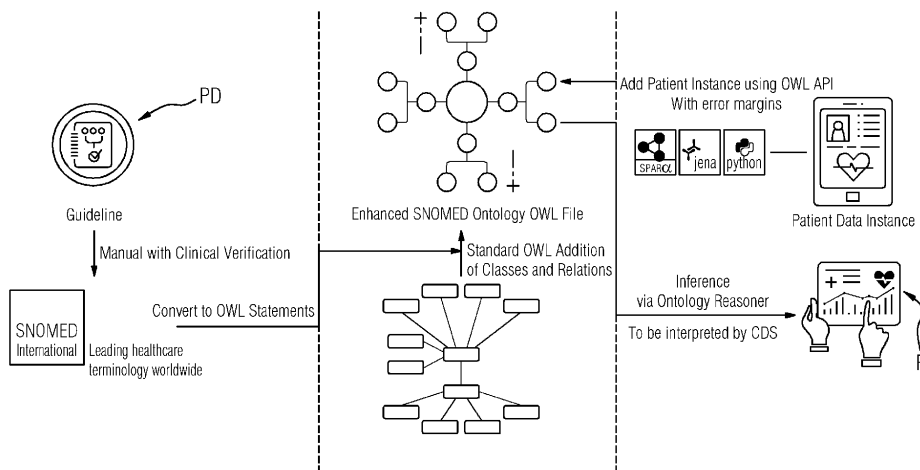 PD
Guideline
Manual with Clinical Verification
SNOMED
International
Leading healthcare
terminology worldwide
Convert to OWL Statements
Enhanced SNOMED Ontology OWL File
Standard OWL Addition
of Classes and Relations
Add Patient Instance using OWL API
With error margins
jena
python
Patient Data Instance
Inference
via Ontology Reasoner
To be interpreted by CDS